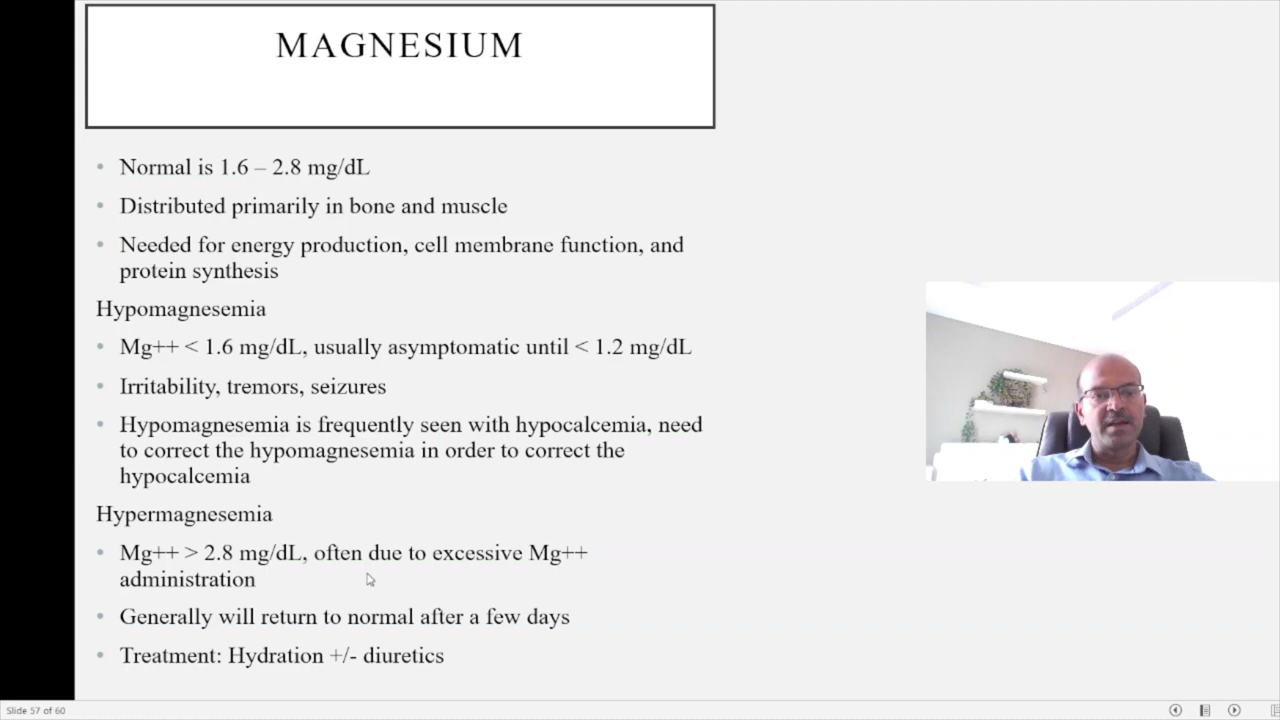 MAGNESIUM
• Normal is 1.6 – 2.8 mg/dL
• Distributed primarily in bone and muscle
• Needed for energy production, cell membrane function, and
protein synthesis
Hypomagnesemia
• Mg++ < 1.6 mg/dL, usually asymptomatic until < 1.2 mg/dL
• Irritability, tremors, seizures
• Hypomagnesemia is frequently seen with hypocalcemia, need
to correct the hypomagnesemia in order to correct the
hypocalcemia
Hypermagnesemia
• Mg++ > 2.8 mg/dL, often due to excessive Mg++
administration
• Generally will return to normal after a few days
• Treatment: Hydration +/- diuretics
Slide 57 of 60